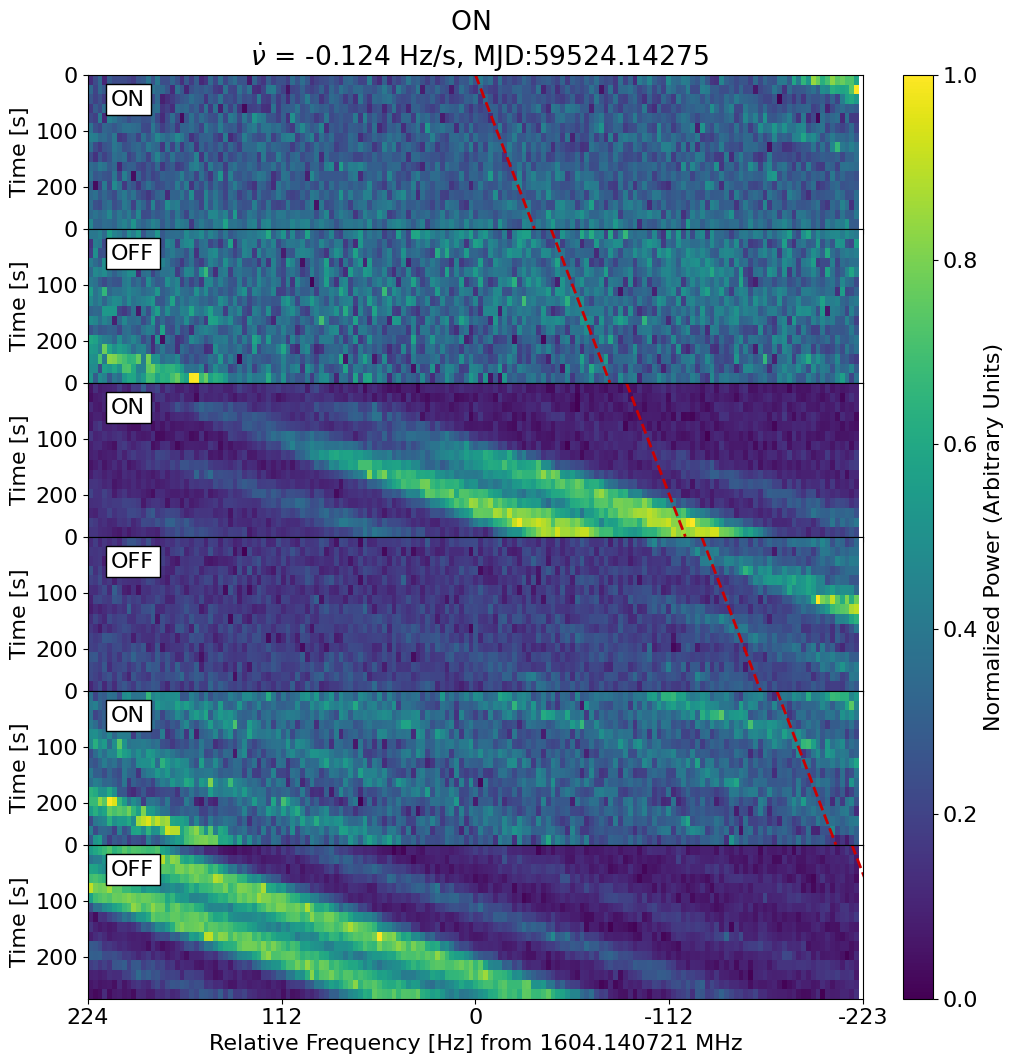 ON
ν̇ = -0.124 Hz/s, MJD:59524.14275
0
100
200
Time [s]
ON
0
100
200
Time [s]
OFF
0
100
200
Time [s]
ON
0
100
200
Time [s]
OFF
0
100
200
Time [s]
ON
0
100
200
Time [s]
OFF
224 112 0 -112 -223
Relative Frequency [Hz] from 1604.140721 MHz
1.0
0.8
0.6
0.4
0.2
0.0
Normalized Power (Arbitrary Units)